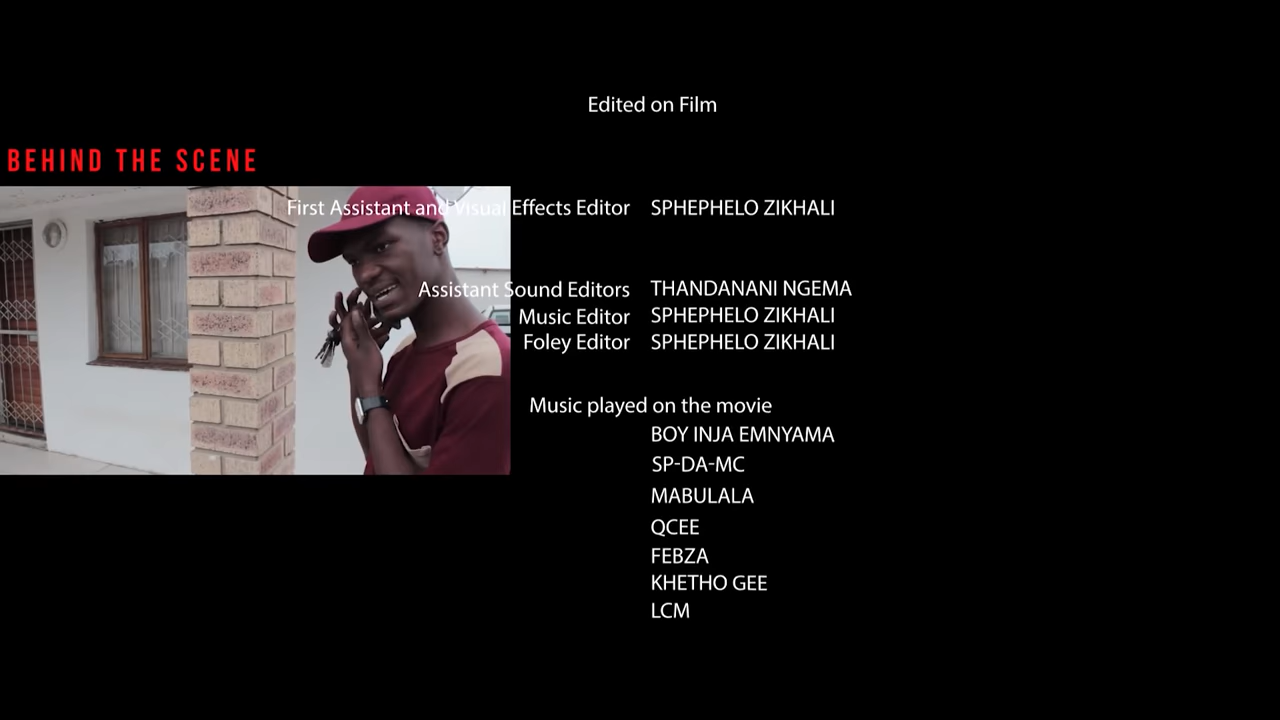 Edited on Film
BEHIND THE SCENE
First Assistant and Visual Effects Editor SPHEPHELO ZIKHALI
Assistant Sound Editors THANDANANI NGEMA
Music Editor SPHEPHELO ZIKHALI
Foley Editor SPHEPHELO ZIKHALI
Music played on the movie
BOY INJA EMNYAMA
SP-DA-MC
MABULALA
QCEE
FEBZA
KHETHO GEE
LCM